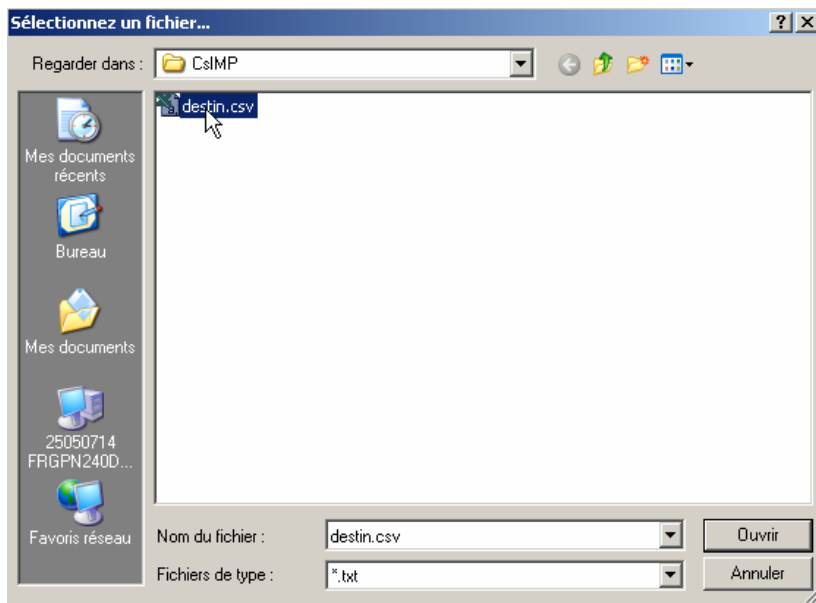 Sélectionnez un fichier...
Regarder dans :
CsIMP
destin.csv
Mes documents
récents
Bureau
Mes documents
25050714
FRGPN240D...
Favoris réseau
Nom du fichier :
destin.csv
Ouvrir
Fichiers de type :
*.txt
Annuler